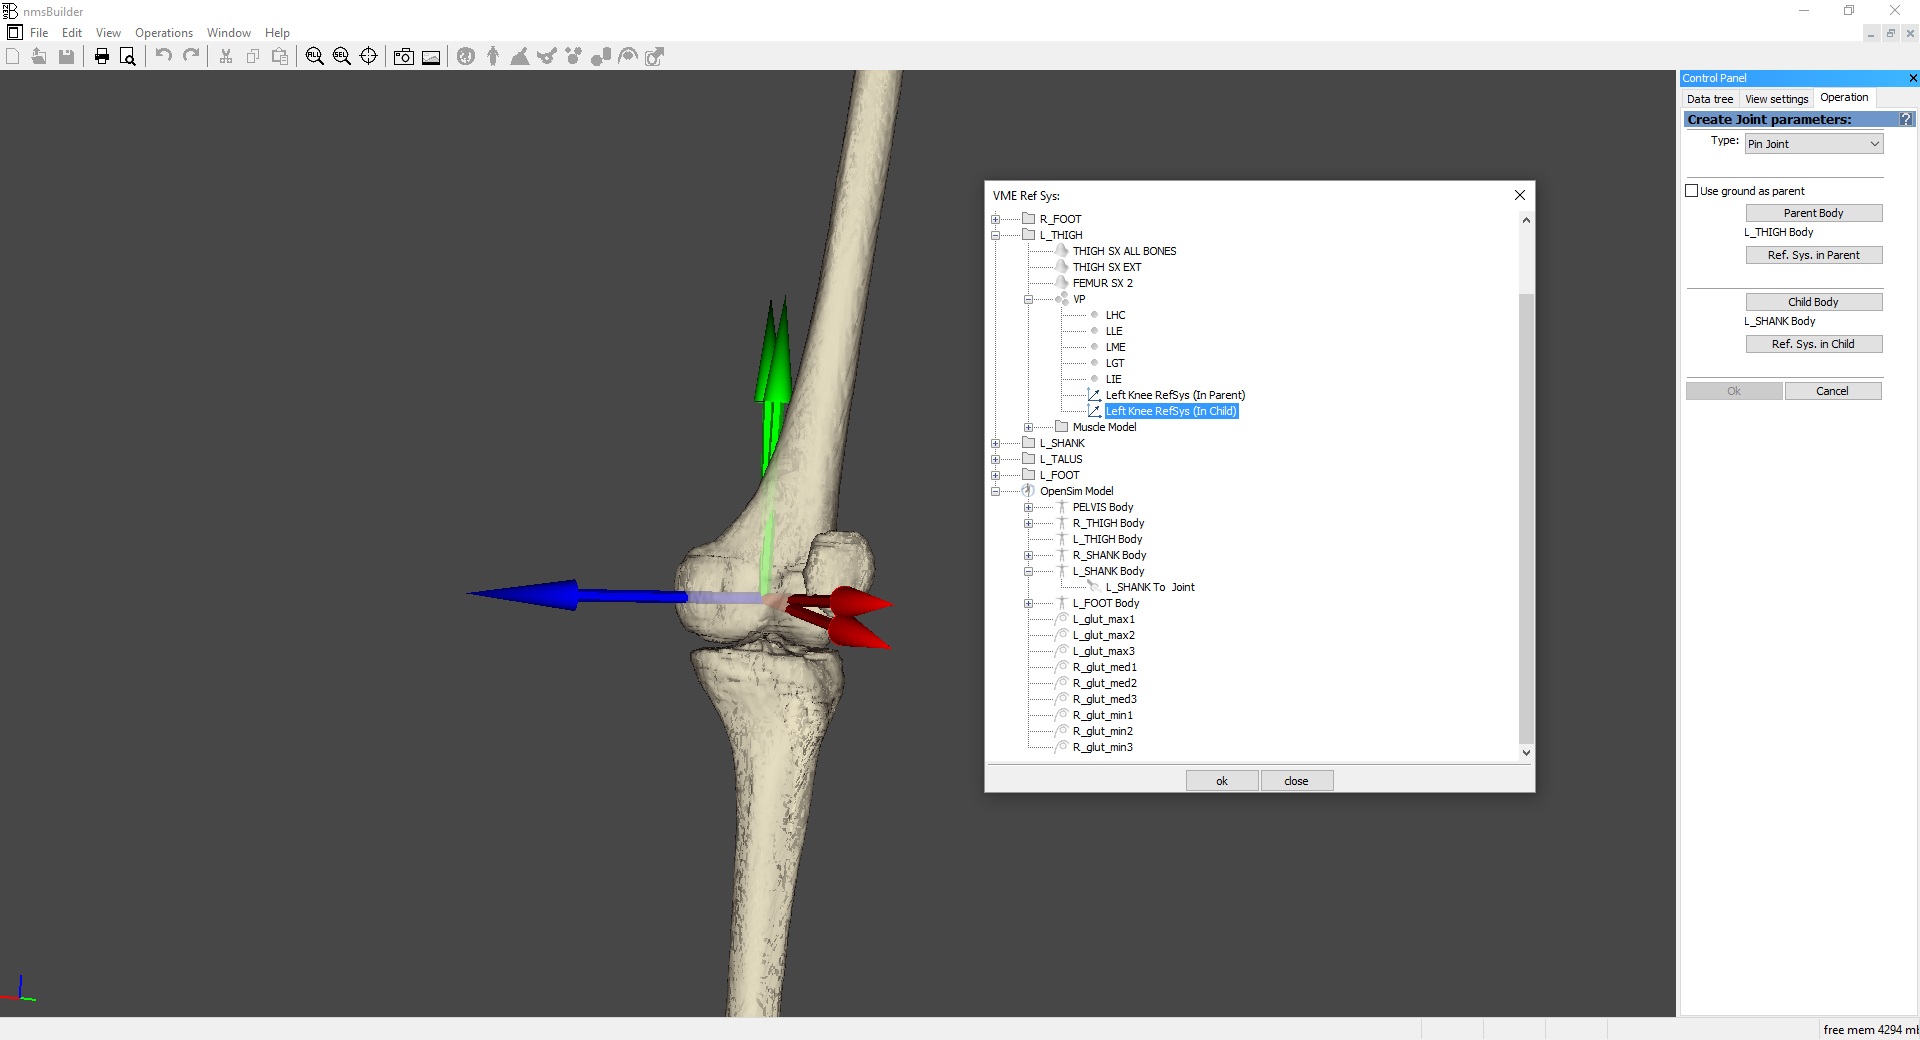 nmsBuilder
File Edit View Operations Window Help
ALL SEL
Control Panel
Data tree View settings Operation
Create Joint parameters: ?
Type: Pin Joint
Use ground as parent
Parent Body
L_THIGH Body
Ref. Sys. in Parent
Child Body
L_SHANK Body
Ref. Sys. in Child
Ok Cancel
VME Ref Sys:
R_FOOT
L_THIGH
THIGH SX ALL BONES
THIGH SX EXT
FEMUR SX 2
VP
LHC
LLE
LME
LGT
LIE
Left Knee RefSys (In Parent)
Left Knee RefSys (In Child)
Muscle Model
L_SHANK
L_TALUS
L_FOOT
OpenSim Model
PELVIS Body
R_THIGH Body
L_THIGH Body
R_SHANK Body
L_SHANK Body
L_SHANK To Joint
L_FOOT Body
L_glut_max1
L_glut_max2
L_glut_max3
R_glut_med1
R_glut_med2
R_glut_med3
R_glut_min1
R_glut_min2
R_glut_min3
ok close
free mem 4294 mb